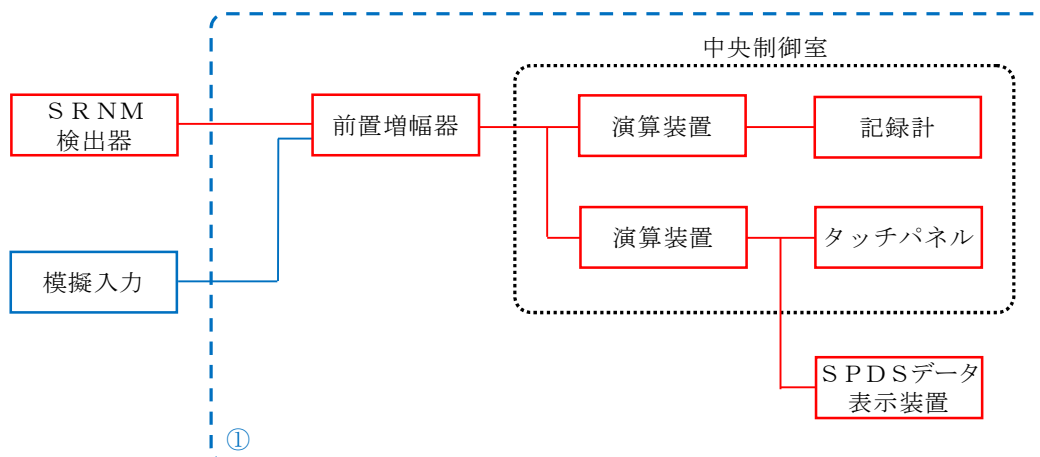 中央制御室
ＳＲＮＭ
検出器
前置増幅器
演算装置
記録計
模擬入力
演算装置
タッチパネル
ＳＰＤＳデータ
表示装置
①